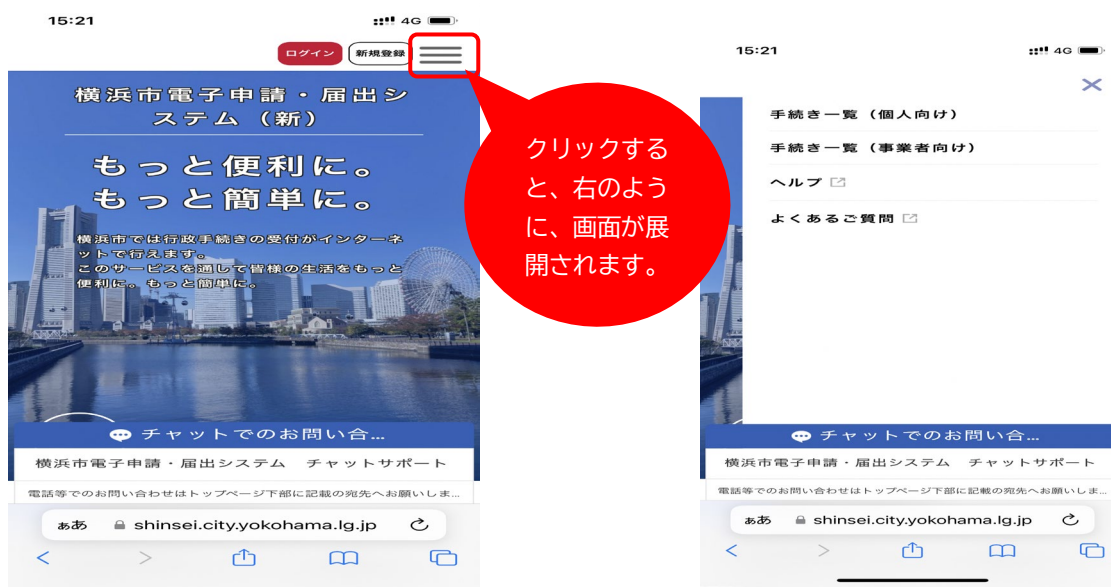 15:21
4G
ログイン
新規登録
横浜市電子申請・届出シ
ステム（新）
もっと便利に。
もっと簡単に。
横浜市では行政手続きの受付がインターネ
ットで行えます。
このサービスを通して皆様の生活をもっと
便利に。もっと簡単に。
チャットでのお問い合…
横浜市電子申請・届出システム　チャットサポート
電話等でのお問い合わせはトップページ下部に記載の宛先へお願いしま…
ぁあ
shinsei.city.yokohama.lg.jp
クリックする
と、右のよう
に、画面が展
開されます。
15:21
4G
手続き一覧（個人向け）
手続き一覧（事業者向け）
ヘルプ
よくあるご質問
チャットでのお問い合…
横浜市電子申請・届出システム　チャットサポート
電話等でのお問い合わせはトップページ下部に記載の宛先へお願いしま…
ぁあ
shinsei.city.yokohama.lg.jp